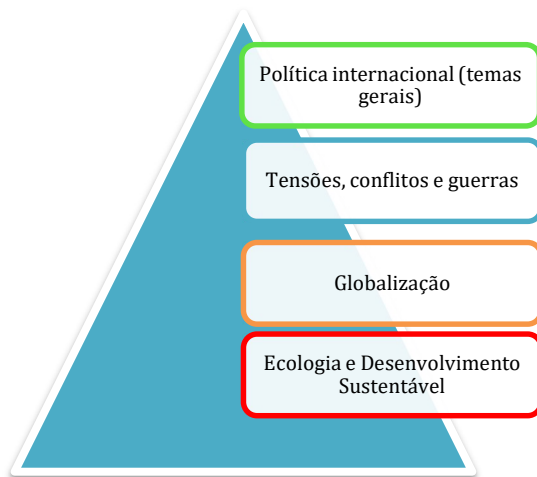 Política internacional (temas
gerais)
Tensões, conflitos e guerras
Globalização
Ecologia e Desenvolvimento
Sustentável